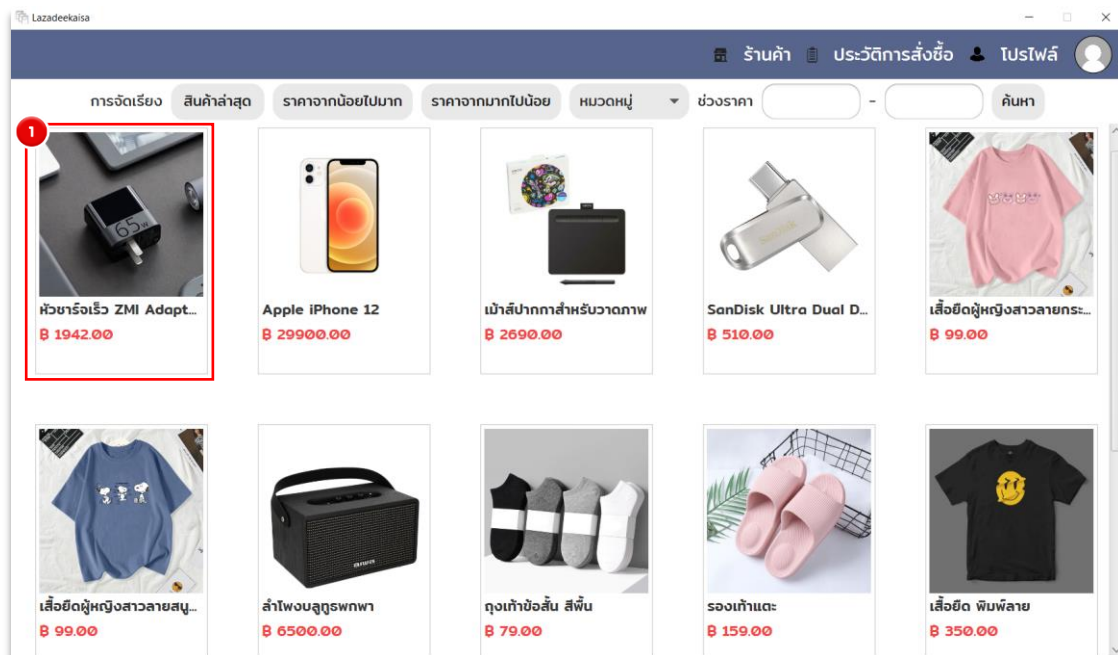 Lazadeekaisa
ร้านค้า ประวัติการสั่งซื้อ โปรไฟล์
การจัดเรียง สินค้าล่าสุด ราคาจากน้อยไปมาก ราคาจากมากไปน้อย หมวดหมู่ ช่วงราคา - ค้นหา
1
65W
SanDisk
หัวชาร์จเร็ว ZMI Adapt... Apple iPhone 12 เม้าส์ปากกาสำหรับวาดภาพ SanDisk Ultra Dual D... เสื้อยืดผู้หญิงสาวลายกระ...
฿ 1942.00 ฿ 29900.00 ฿ 2690.00 ฿ 510.00 ฿ 99.00
aiwa
เสื้อยืดผู้หญิงสาวลายสนู... ลำโพงบลูทูธพกพา ถุงเท้าข้อสั้น สีพื้น รองเท้าแตะ เสื้อยืด พิมพ์ลาย
฿ 99.00 ฿ 6500.00 ฿ 79.00 ฿ 159.00 ฿ 350.00